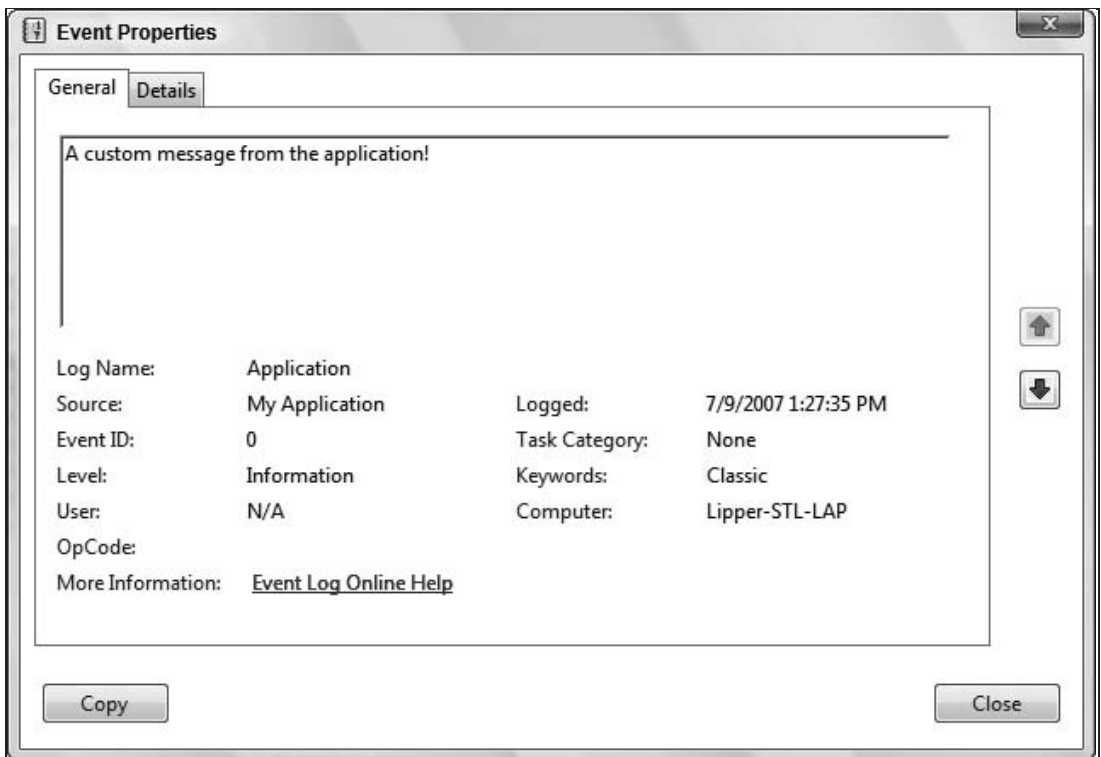 Event Properties
General Details
A custom message from the application!
Log Name: Application
Source: My Application Logged: 7/9/2007 1:27:35 PM
Event ID: 0 Task Category: None
Level: Information Keywords: Classic
User: N/A Computer: Lipper-STL-LAP
OpCode:
More Information: Event Log Online Help
Copy Close